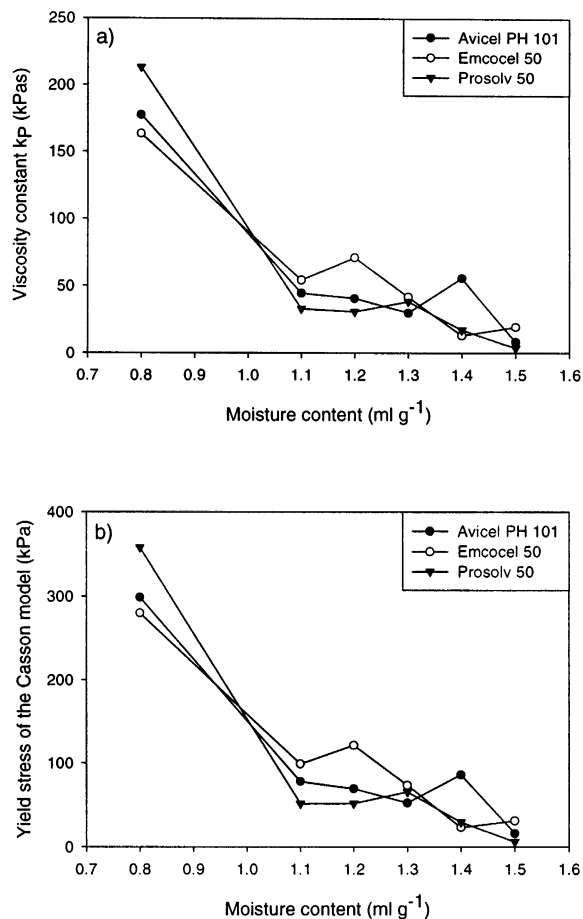 a)
Avicel PH 101
Emcocel 50
Prosolv 50
250
200
150
100
50
0
Viscosity constant kP (kPas)
0.7 0.8 0.9 1.0 1.1 1.2 1.3 1.4 1.5 1.6
Moisture content (ml g-1)
b)
Avicel PH 101
Emcocel 50
Prosolv 50
400
300
200
100
0
Yield stress of the Casson model (kPa)
0.7 0.8 0.9 1.0 1.1 1.2 1.3 1.4 1.5 1.6
Moisture content (ml g-1)